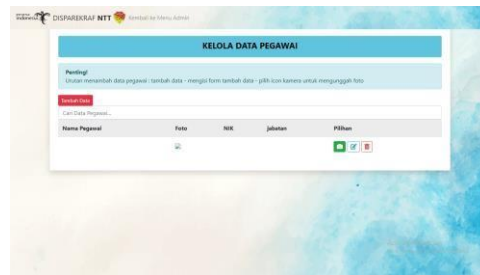 DISPAREKRAF NTT Kembali ke Menu Admin
KELOLA DATA PEGAWAI
Penting!
Urutan menambah data pegawai : tambah data - mengisi form tambah data - pilih icon kamera untuk mengunggah foto
Tambah Data
Cari Data Pegawai...
Nama Pegawai Foto NIK Jabatan Pilihan